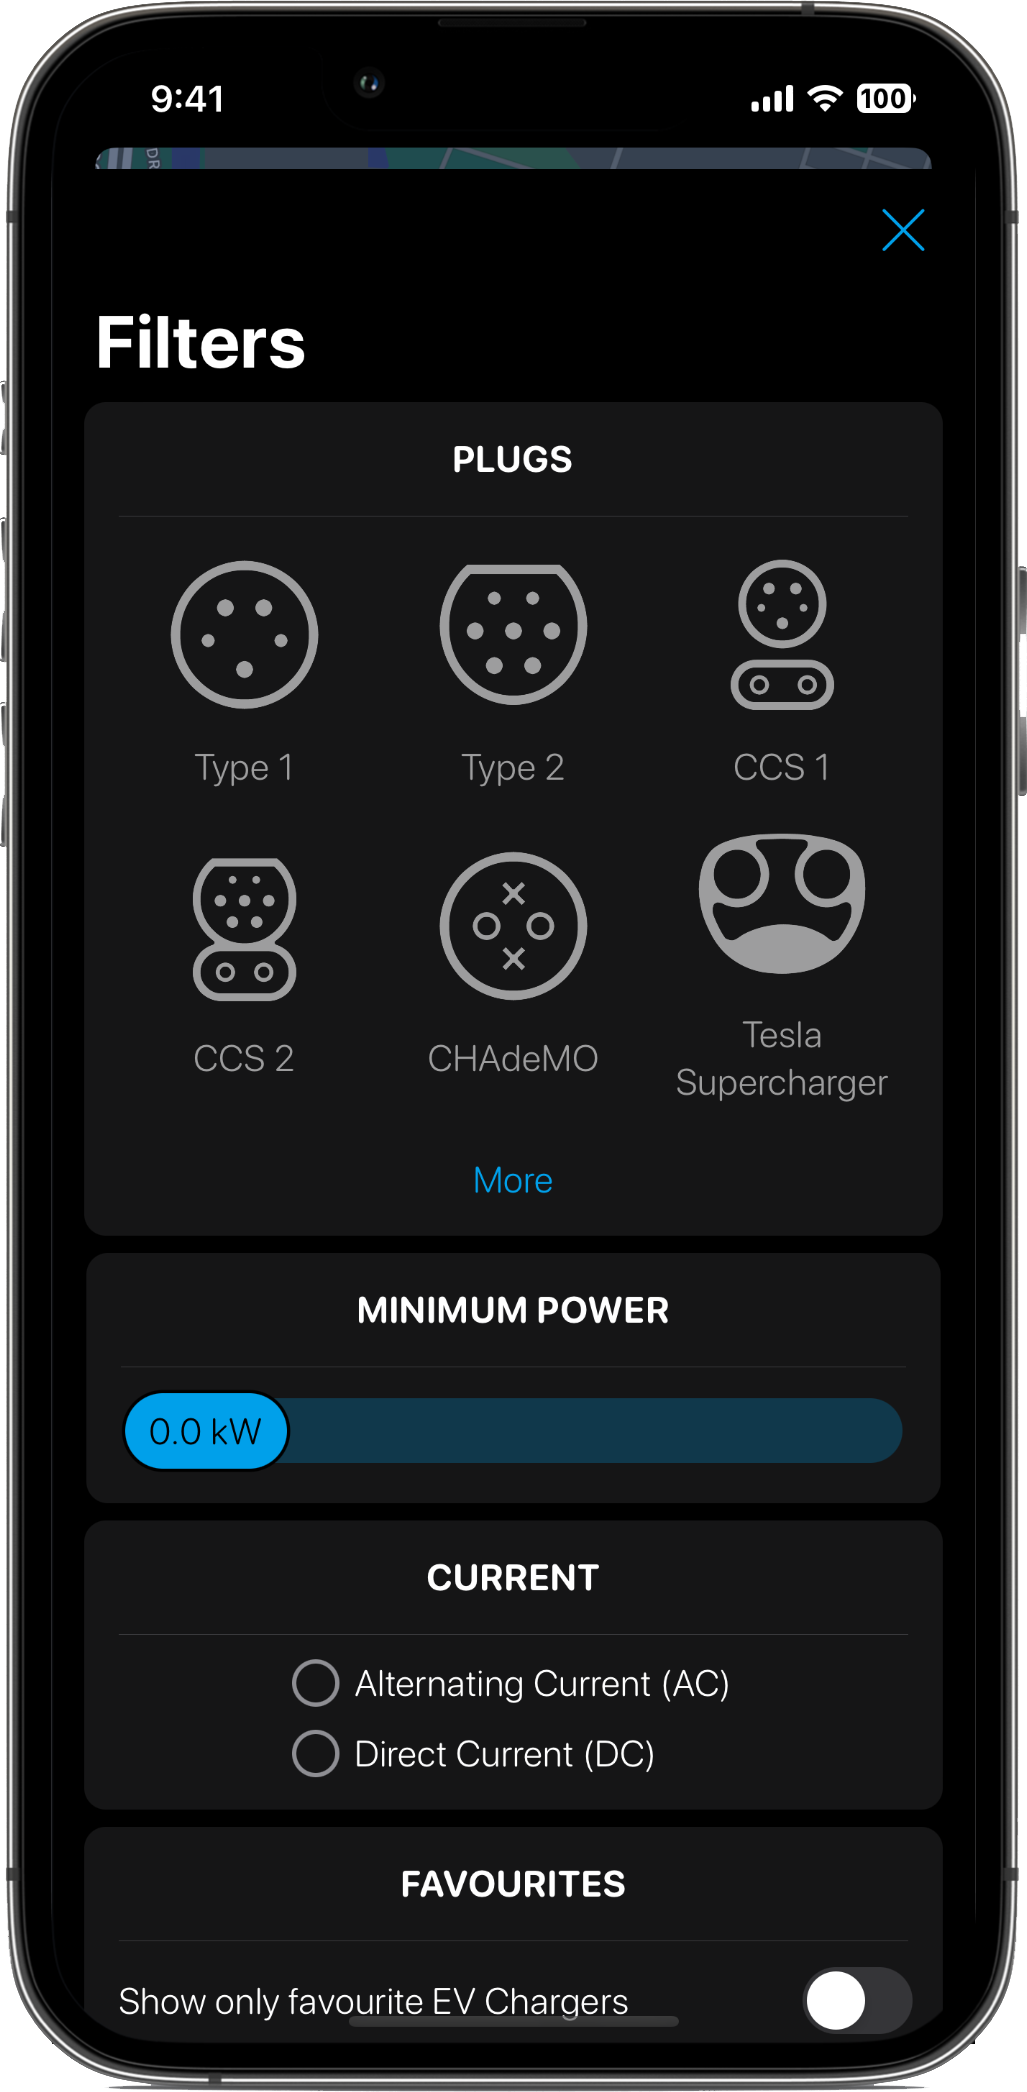 9:41
100
DR
Filters
PLUGS
Type 1
Type 2
CCS 1
CCS 2
CHAdeMO
Tesla
Supercharger
More
MINIMUM POWER
0.0 kW
CURRENT
Alternating Current (AC)
Direct Current (DC)
FAVOURITES
Show only favourite EV Chargers